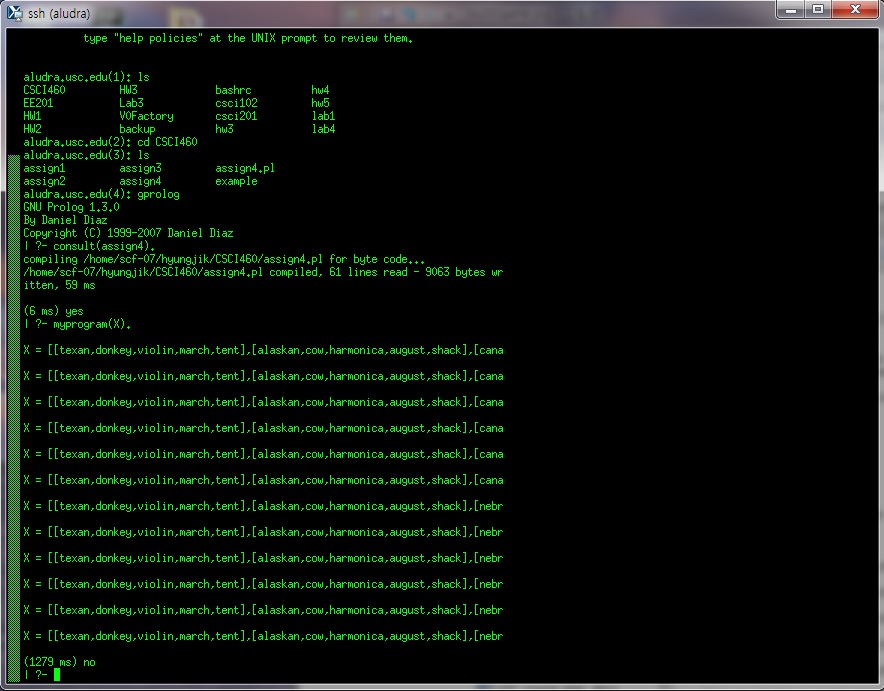 ssh (aludra)
type "help policies" at the UNIX prompt to review them.
aludra.usc.edu(1): ls
CSCI460 HW3 bashrc hw4
EE201 Lab3 csci102 hw5
HW1 VOFactory csci201 lab1
HW2 backup hw3 lab4
aludra.usc.edu(2): cd CSCI460
aludra.usc.edu(3): ls
assign1 assign3 assign4.pl
assign2 assign4 example
aludra.usc.edu(4): gprolog
GNU Prolog 1.3.0
By Daniel Diaz
Copyright (C) 1999-2007 Daniel Diaz
| ?- consult(assign4).
compiling /home/scf-07/hyungjik/CSCI460/assign4.pl for byte code...
/home/scf-07/hyungjik/CSCI460/assign4.pl compiled, 61 lines read - 9063 bytes wr
itten, 59 ms
(6 ms) yes
| ?- myprogram(X).
X = [[texan,donkey,violin,march,tent],[alaskan,cow,harmonica,august,shack],[cana
X = [[texan,donkey,violin,march,tent],[alaskan,cow,harmonica,august,shack],[cana
X = [[texan,donkey,violin,march,tent],[alaskan,cow,harmonica,august,shack],[cana
X = [[texan,donkey,violin,march,tent],[alaskan,cow,harmonica,august,shack],[cana
X = [[texan,donkey,violin,march,tent],[alaskan,cow,harmonica,august,shack],[cana
X = [[texan,donkey,violin,march,tent],[alaskan,cow,harmonica,august,shack],[cana
X = [[texan,donkey,violin,march,tent],[alaskan,cow,harmonica,august,shack],[nebr
X = [[texan,donkey,violin,march,tent],[alaskan,cow,harmonica,august,shack],[nebr
X = [[texan,donkey,violin,march,tent],[alaskan,cow,harmonica,august,shack],[nebr
X = [[texan,donkey,violin,march,tent],[alaskan,cow,harmonica,august,shack],[nebr
X = [[texan,donkey,violin,march,tent],[alaskan,cow,harmonica,august,shack],[nebr
X = [[texan,donkey,violin,march,tent],[alaskan,cow,harmonica,august,shack],[nebr
(1279 ms) no
| ?-